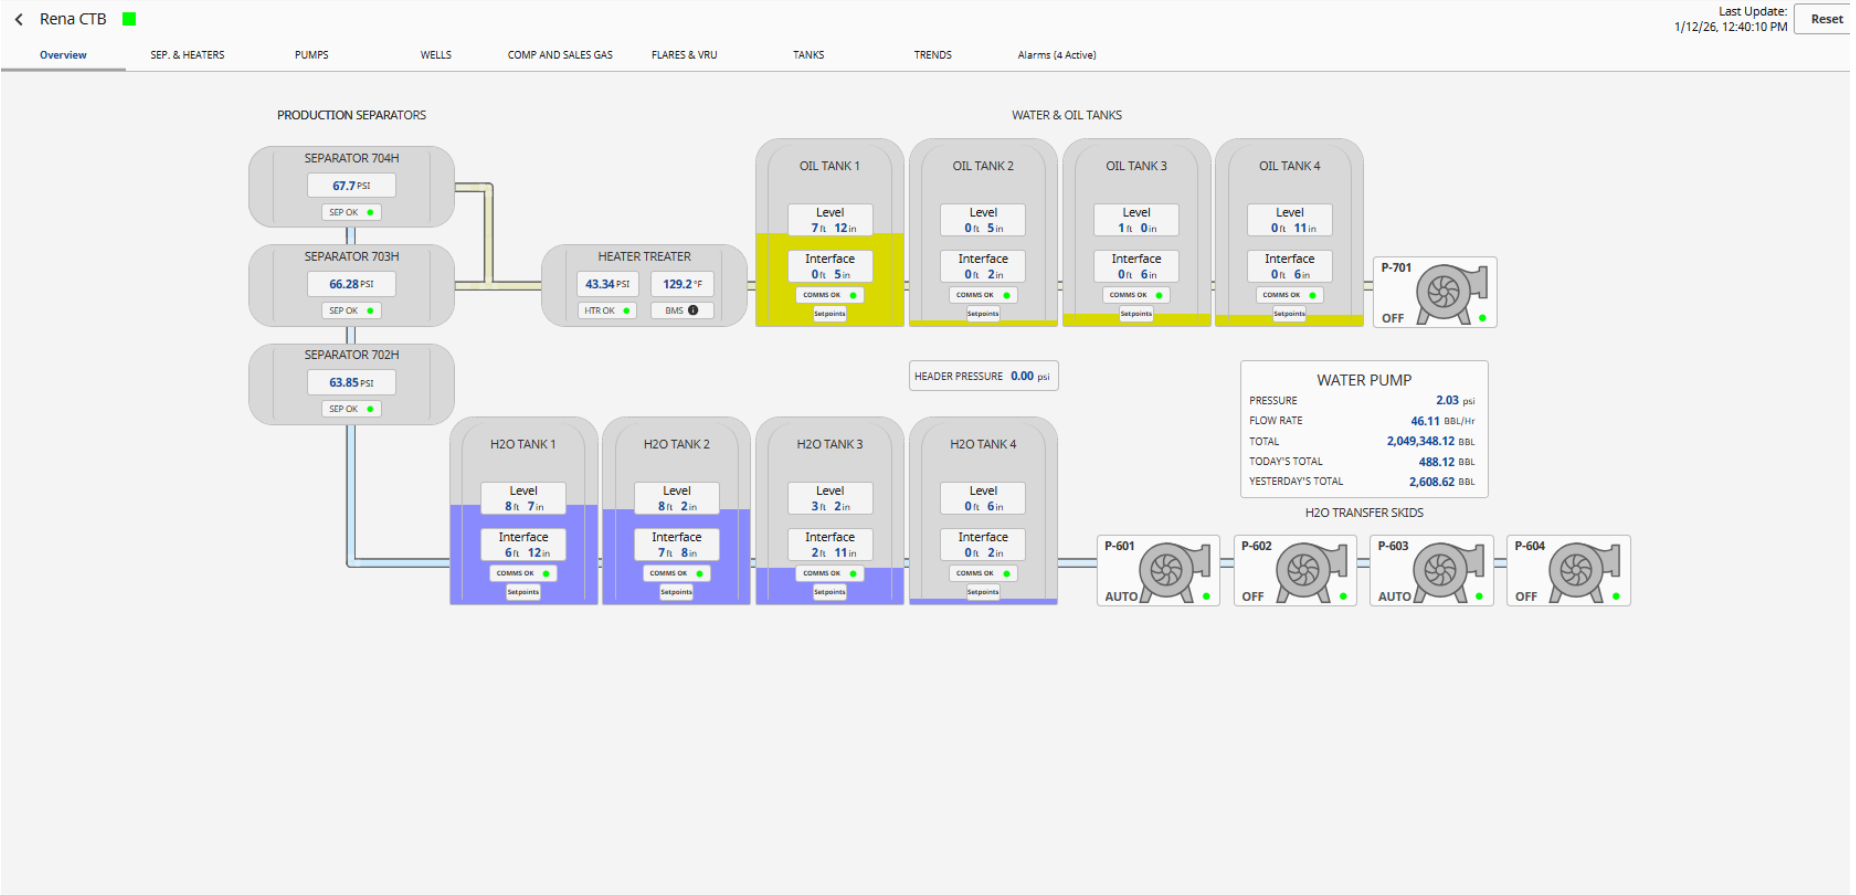 Rena CTB
Last Update:
1/12/26, 12:40:10 PM
Reset
Overview
SEP. & HEATERS
PUMPS
WELLS
COMP AND SALES GAS
FLARES & VRU
TANKS
TRENDS
Alarms (4 Active)
PRODUCTION SEPARATORS
SEPARATOR 704H
67.7 PSI
SEP OK
SEPARATOR 703H
66.28 PSI
SEP OK
SEPARATOR 702H
63.85 PSI
SEP OK
HEATER TREATER
43.34 PSI 129.2 °F
HTR OK BMS
WATER & OIL TANKS
OIL TANK 1
Level
7 ft 12 in
Interface
0 ft 5 in
COMMS OK
Setpoints
OIL TANK 2
Level
0 ft 5 in
Interface
0 ft 2 in
COMMS OK
Setpoints
OIL TANK 3
Level
1 ft 0 in
Interface
0 ft 6 in
COMMS OK
Setpoints
OIL TANK 4
Level
0 ft 11 in
Interface
0 ft 6 in
COMMS OK
Setpoints
P-701
OFF
HEADER PRESSURE 0.00 psi
WATER PUMP
PRESSURE 2.03 psi
FLOW RATE 46.11 BBL/Hr
TOTAL 2,049,348.12 BBL
TODAY'S TOTAL 488.12 BBL
YESTERDAY'S TOTAL 2,608.62 BBL
H2O TANK 1
Level
8 ft 7 in
Interface
6 ft 12 in
COMMS OK
Setpoints
H2O TANK 2
Level
8 ft 2 in
Interface
7 ft 8 in
COMMS OK
Setpoints
H2O TANK 3
Level
3 ft 2 in
Interface
2 ft 11 in
COMMS OK
Setpoints
H2O TANK 4
Level
0 ft 6 in
Interface
0 ft 2 in
COMMS OK
Setpoints
H2O TRANSFER SKIDS
P-601
AUTO
P-602
OFF
P-603
AUTO
P-604
OFF